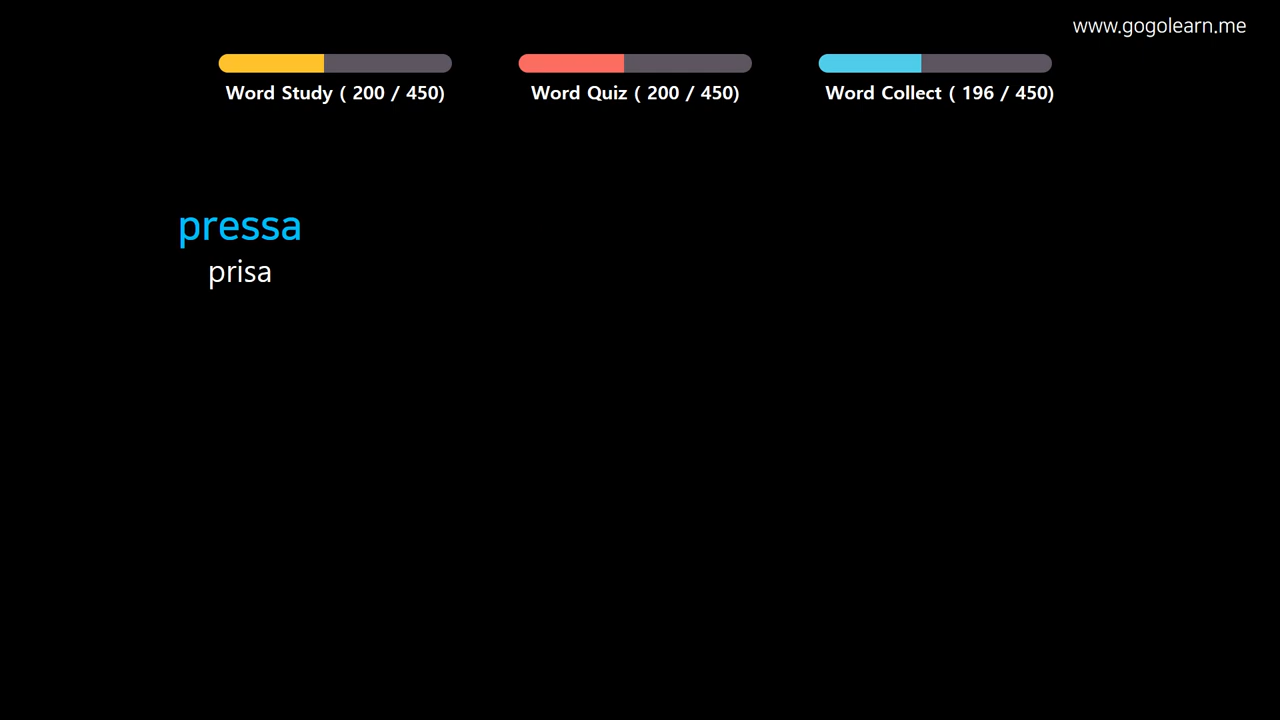 www.gogolearn.me
Word Study ( 200 / 450)
Word Quiz ( 200 / 450)
Word Collect ( 196 / 450)
pressa
prisa